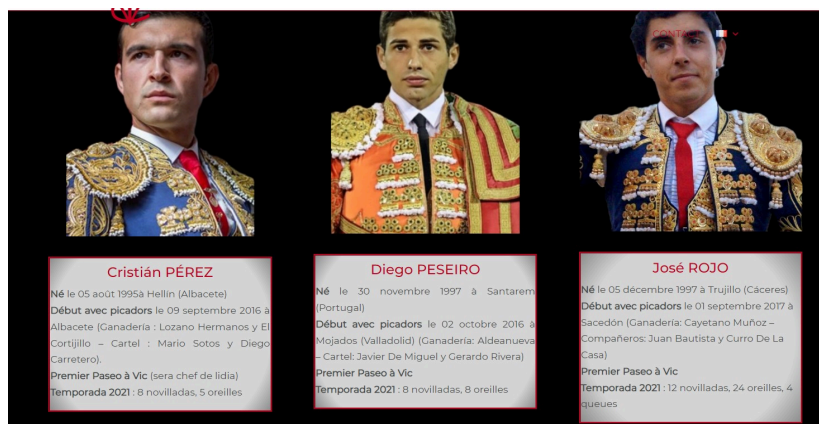 CONTACT
Cristián PÉREZ
Né le 05 août 1995à Hellín (Albacete)
Début avec picadors le 09 septembre 2016 à
Albacete (Ganadería : Lozano Hermanos y El
Cortijillo – Cartel : Mario Sotos y Diego
Carretero).
Premier Paseo à Vic (sera chef de lidia)
Temporada 2021 : 8 novilladas, 5 oreilles
Diego PESEIRO
Né le 30 novembre 1997 à Santarem
(Portugal)
Début avec picadors le 02 octobre 2016 à
Mojados (Valladolid) (Ganadería: Aldeanueva
– Cartel: Javier De Miguel y Gerardo Rivera)
Premier Paseo à Vic
Temporada 2021 : 8 novilladas, 8 oreilles
José ROJO
Né le 05 décembre 1997 à Trujillo (Cáceres)
Début avec picadors le 01 septembre 2017 à
Sacedón (Ganadería: Cayetano Muñoz –
Compañeros: Juan Bautista y Curro De La
Casa)
Premier Paseo à Vic
Temporada 2021 : 12 novilladas, 24 oreilles, 4
queues